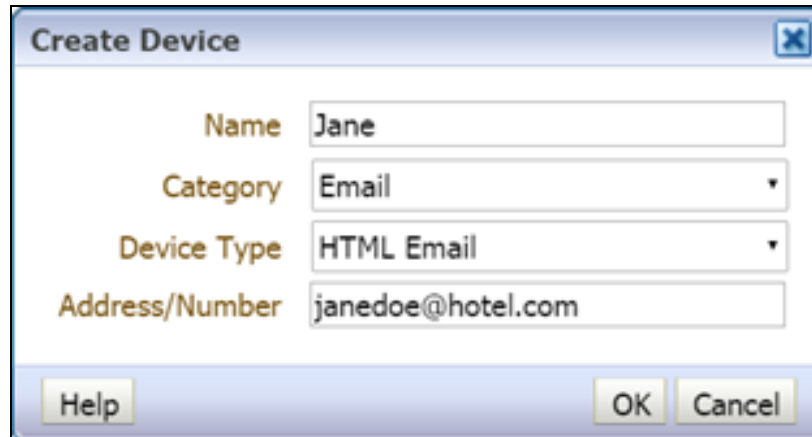 Create Device
Name Jane
Category Email
Device Type HTML Email
Address/Number janedoe@hotel.com
Help OK Cancel